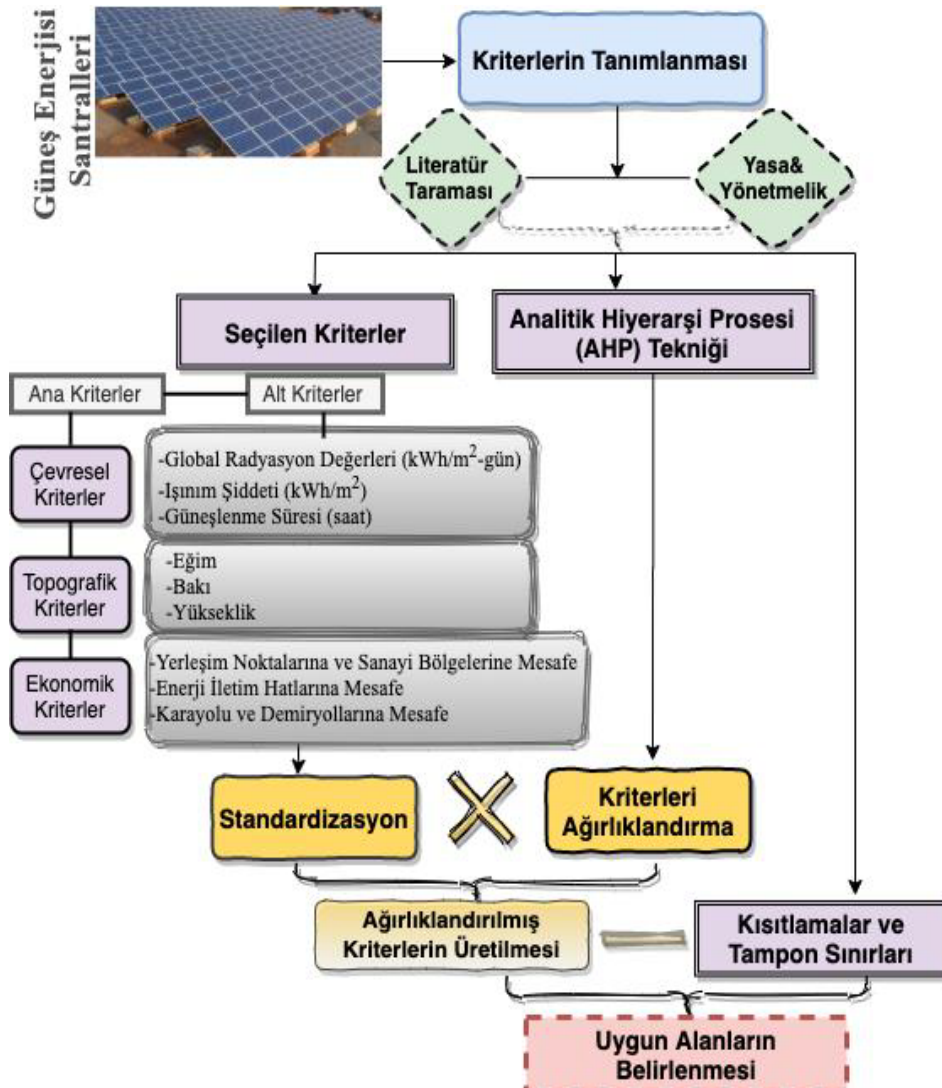 Güneş Enerjisi
Santralleri
Kriterlerin Tanımlanması
Literatür
Taraması
Yasa&
Yönetmelik
Seçilen Kriterler
Analitik Hiyerarşi Prosesi
(AHP) Tekniği
Ana Kriterler
Alt Kriterler
Çevresel
Kriterler
-Global Radyasyon Değerleri (kWh/m²-gün)
-Işınım Şiddeti (kWh/m²)
-Güneşlenme Süresi (saat)
Topografik
Kriterler
-Eğim
-Bakı
-Yükseklik
Ekonomik
Kriterler
-Yerleşim Noktalarına ve Sanayi Bölgelerine Mesafe
-Enerji İletim Hatlarına Mesafe
-Karayolu ve Demiryollarına Mesafe
Standardizasyon
Kriterleri
Ağırlıklandırma
Ağırlıklandırılmış
Kriterlerin Üretilmesi
Kısıtlamalar ve
Tampon Sınırları
Uygun Alanların
Belirlenmesi